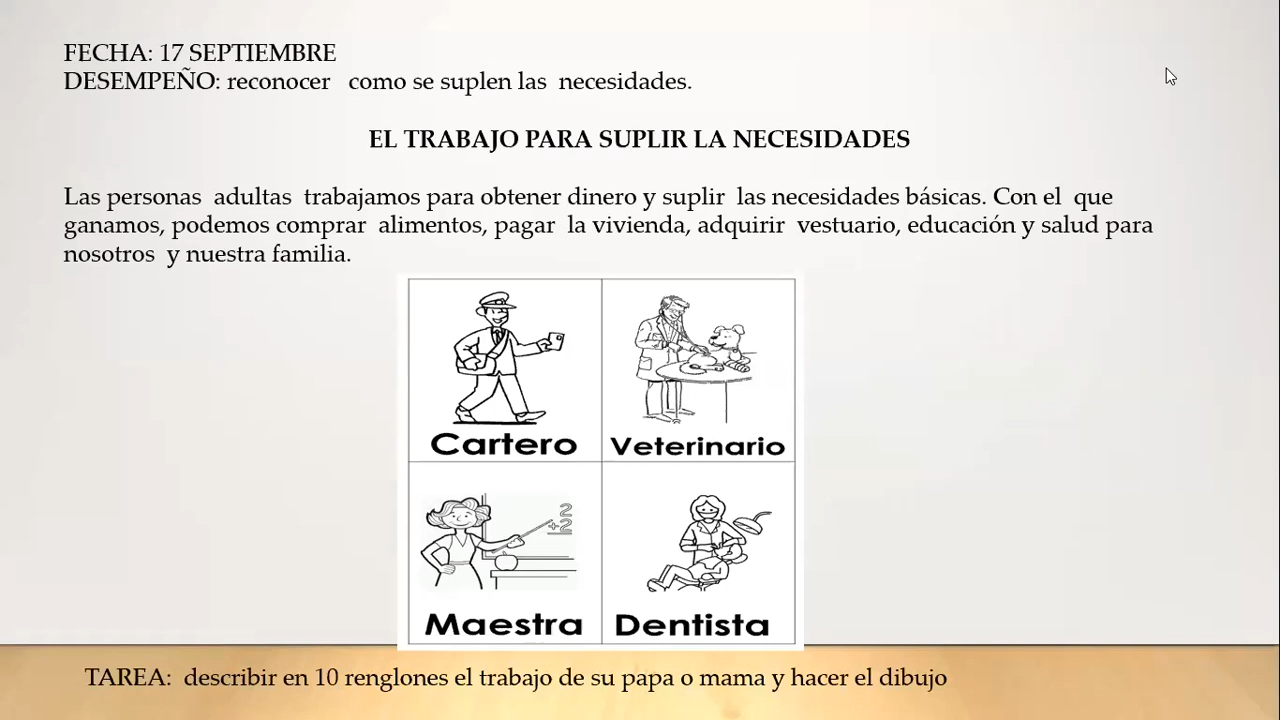 FECHA: 17 SEPTIEMBRE
DESEMPEÑO: reconocer como se suplen las necesidades.
EL TRABAJO PARA SUPLIR LA NECESIDADES
Las personas adultas trabajamos para obtener dinero y suplir las necesidades básicas. Con el que
ganamos, podemos comprar alimentos, pagar la vivienda, adquirir vestuario, educación y salud para
nosotros y nuestra familia.
Cartero
Veterinario
2
+2
Maestra
Dentista
TAREA: describir en 10 renglones el trabajo de su papa o mama y hacer el dibujo